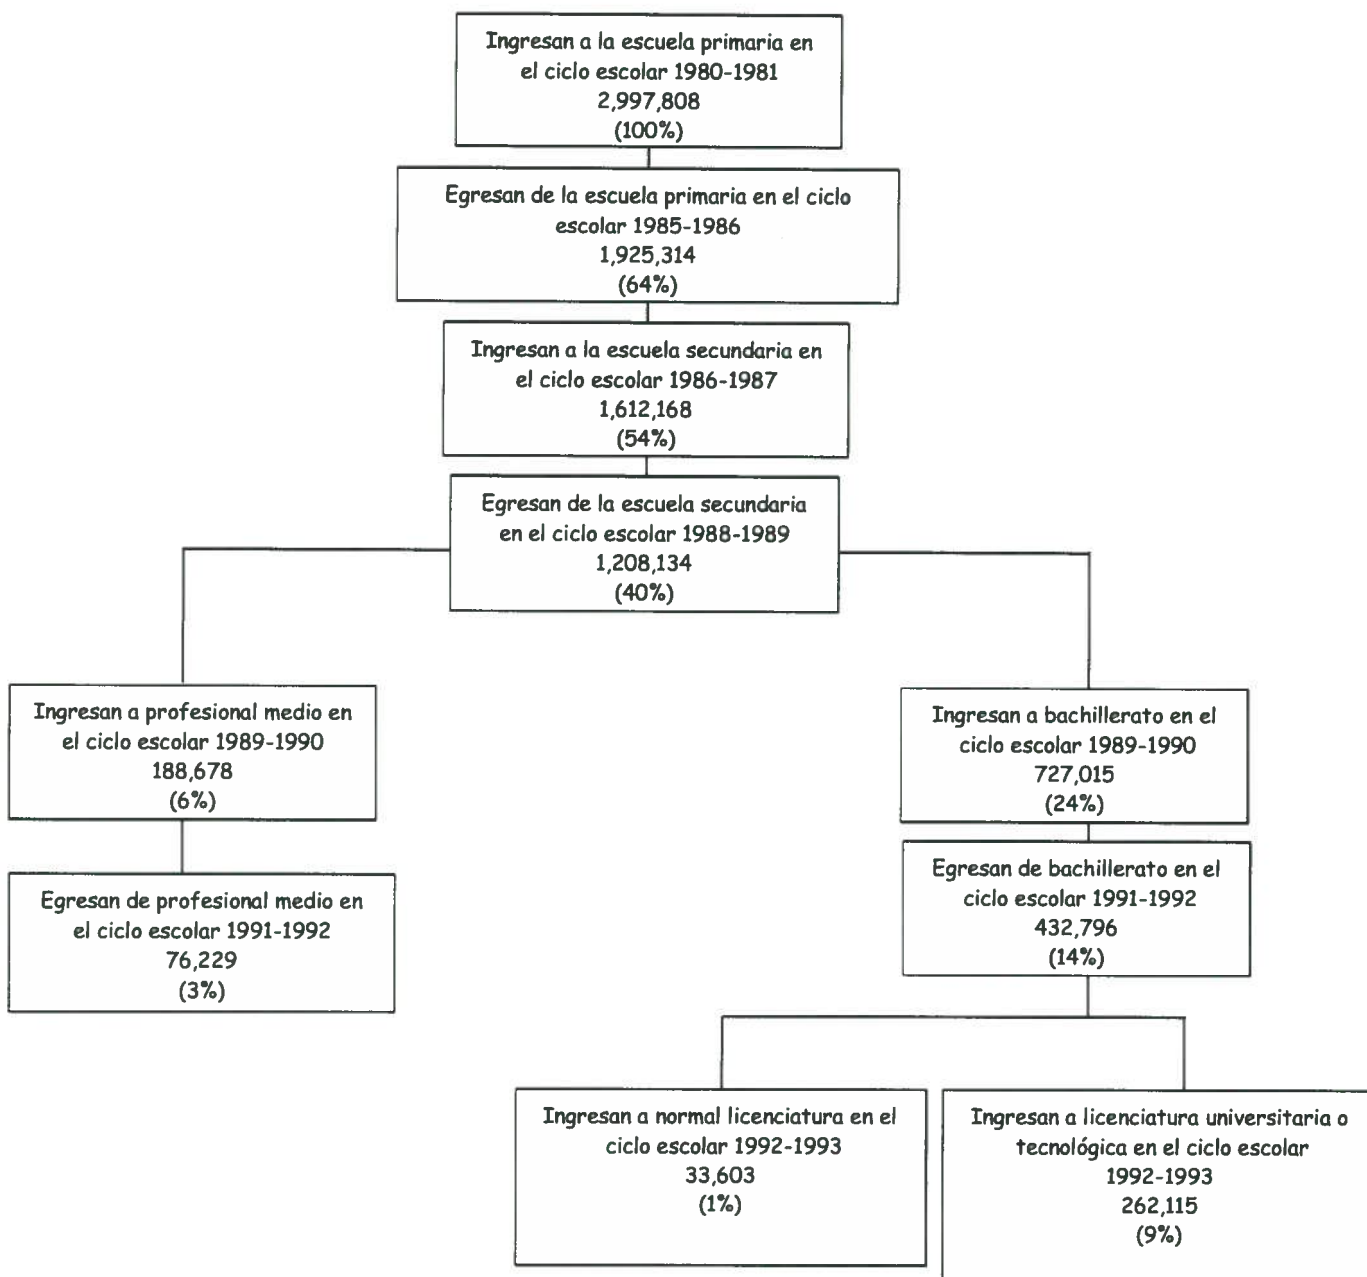 Ingresan a la escuela primaria en
el ciclo escolar 1980-1981
2,997,808
(100%)
Egresan de la escuela primaria en el ciclo
escolar 1985-1986
1,925,314
(64%)
Ingresan a la escuela secundaria en
el ciclo escolar 1986-1987
1,612,168
(54%)
Egresan de la escuela secundaria
en el ciclo escolar 1988-1989
1,208,134
(40%)
Ingresan a profesional medio en
el ciclo escolar 1989-1990
188,678
(6%)
Egresan de profesional medio en
el ciclo escolar 1991-1992
76,229
(3%)
Ingresan a bachillerato en el
ciclo escolar 1989-1990
727,015
(24%)
Egresan de bachillerato en el
ciclo escolar 1991-1992
432,796
(14%)
Ingresan a normal licenciatura en el
ciclo escolar 1992-1993
33,603
(1%)
Ingresan a licenciatura universitaria o
tecnológica en el ciclo escolar
1992-1993
262,115
(9%)